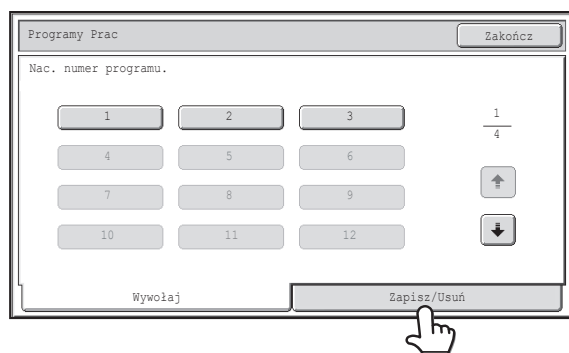 Programy Prac
Zakończ
Nac. numer programu.
1 2 3
4 5 6
7 8 9
10 11 12
1
4
Wywołaj
Zapisz/Usuń